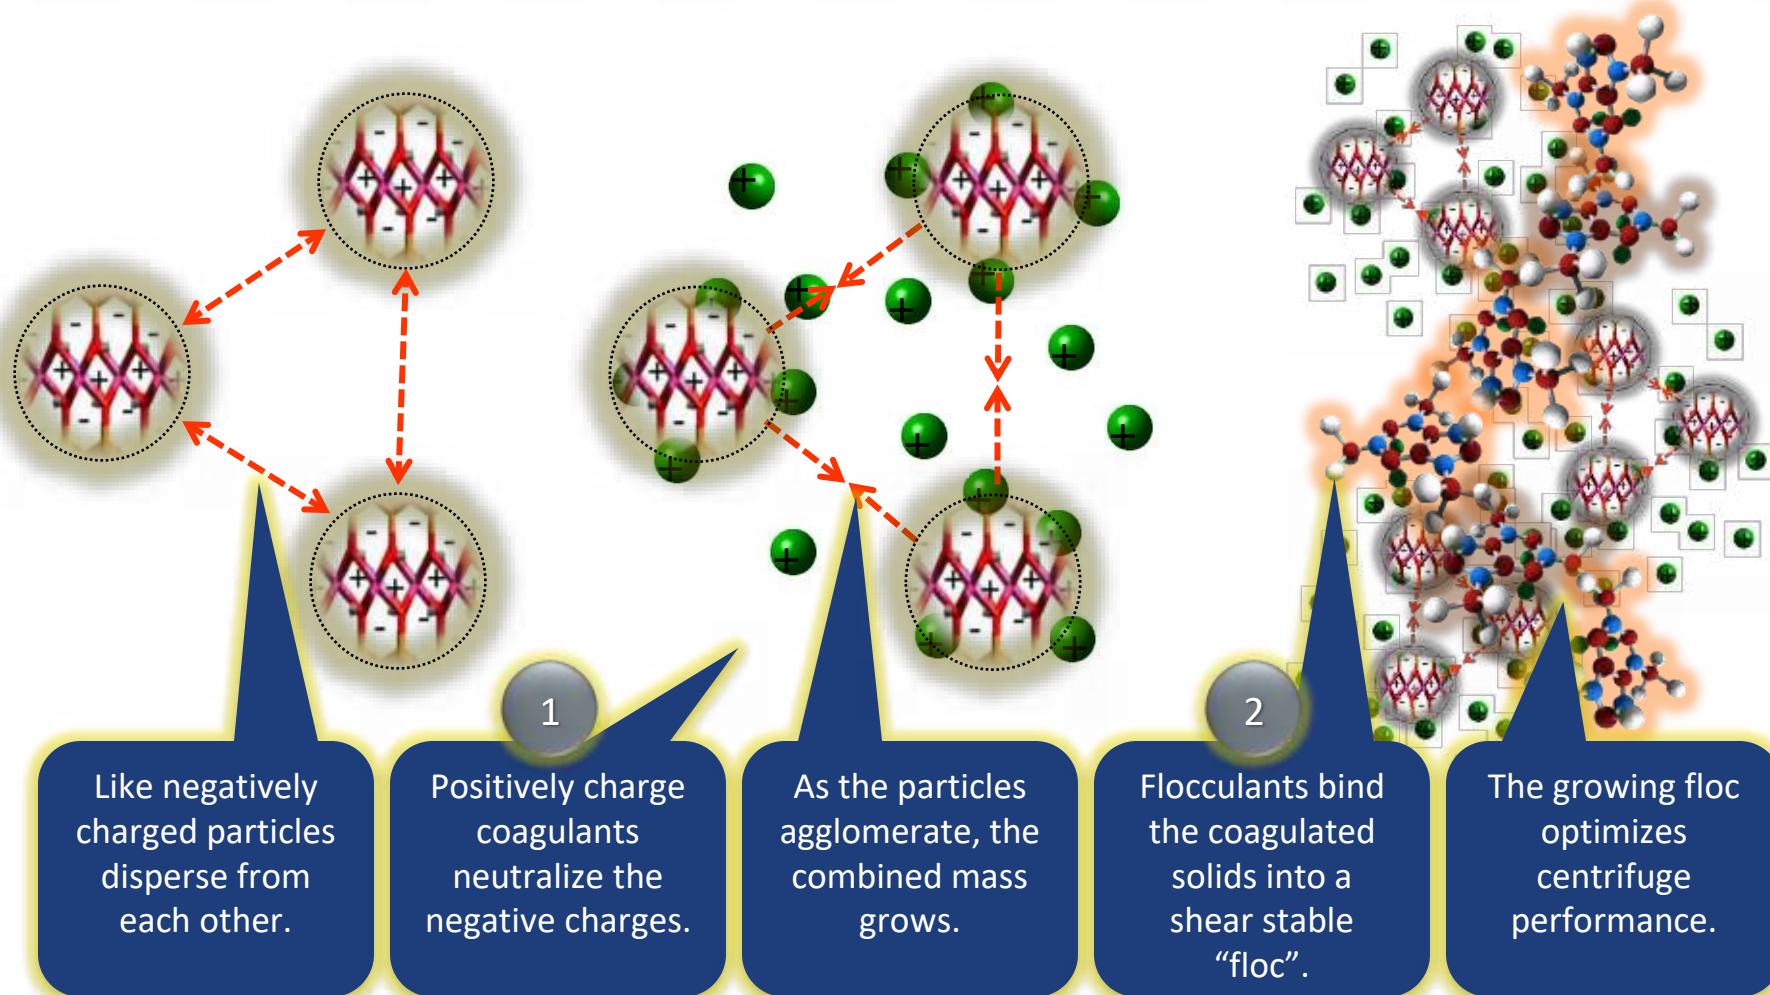 1
2
Like negatively
charged particles
disperse from
each other.
Positively charge
coagulants
neutralize the
negative charges.
As the particles
agglomerate, the
combined mass
grows.
Flocculants bind
the coagulated
solids into a
shear stable
“floc”.
The growing floc
optimizes
centrifuge
performance.